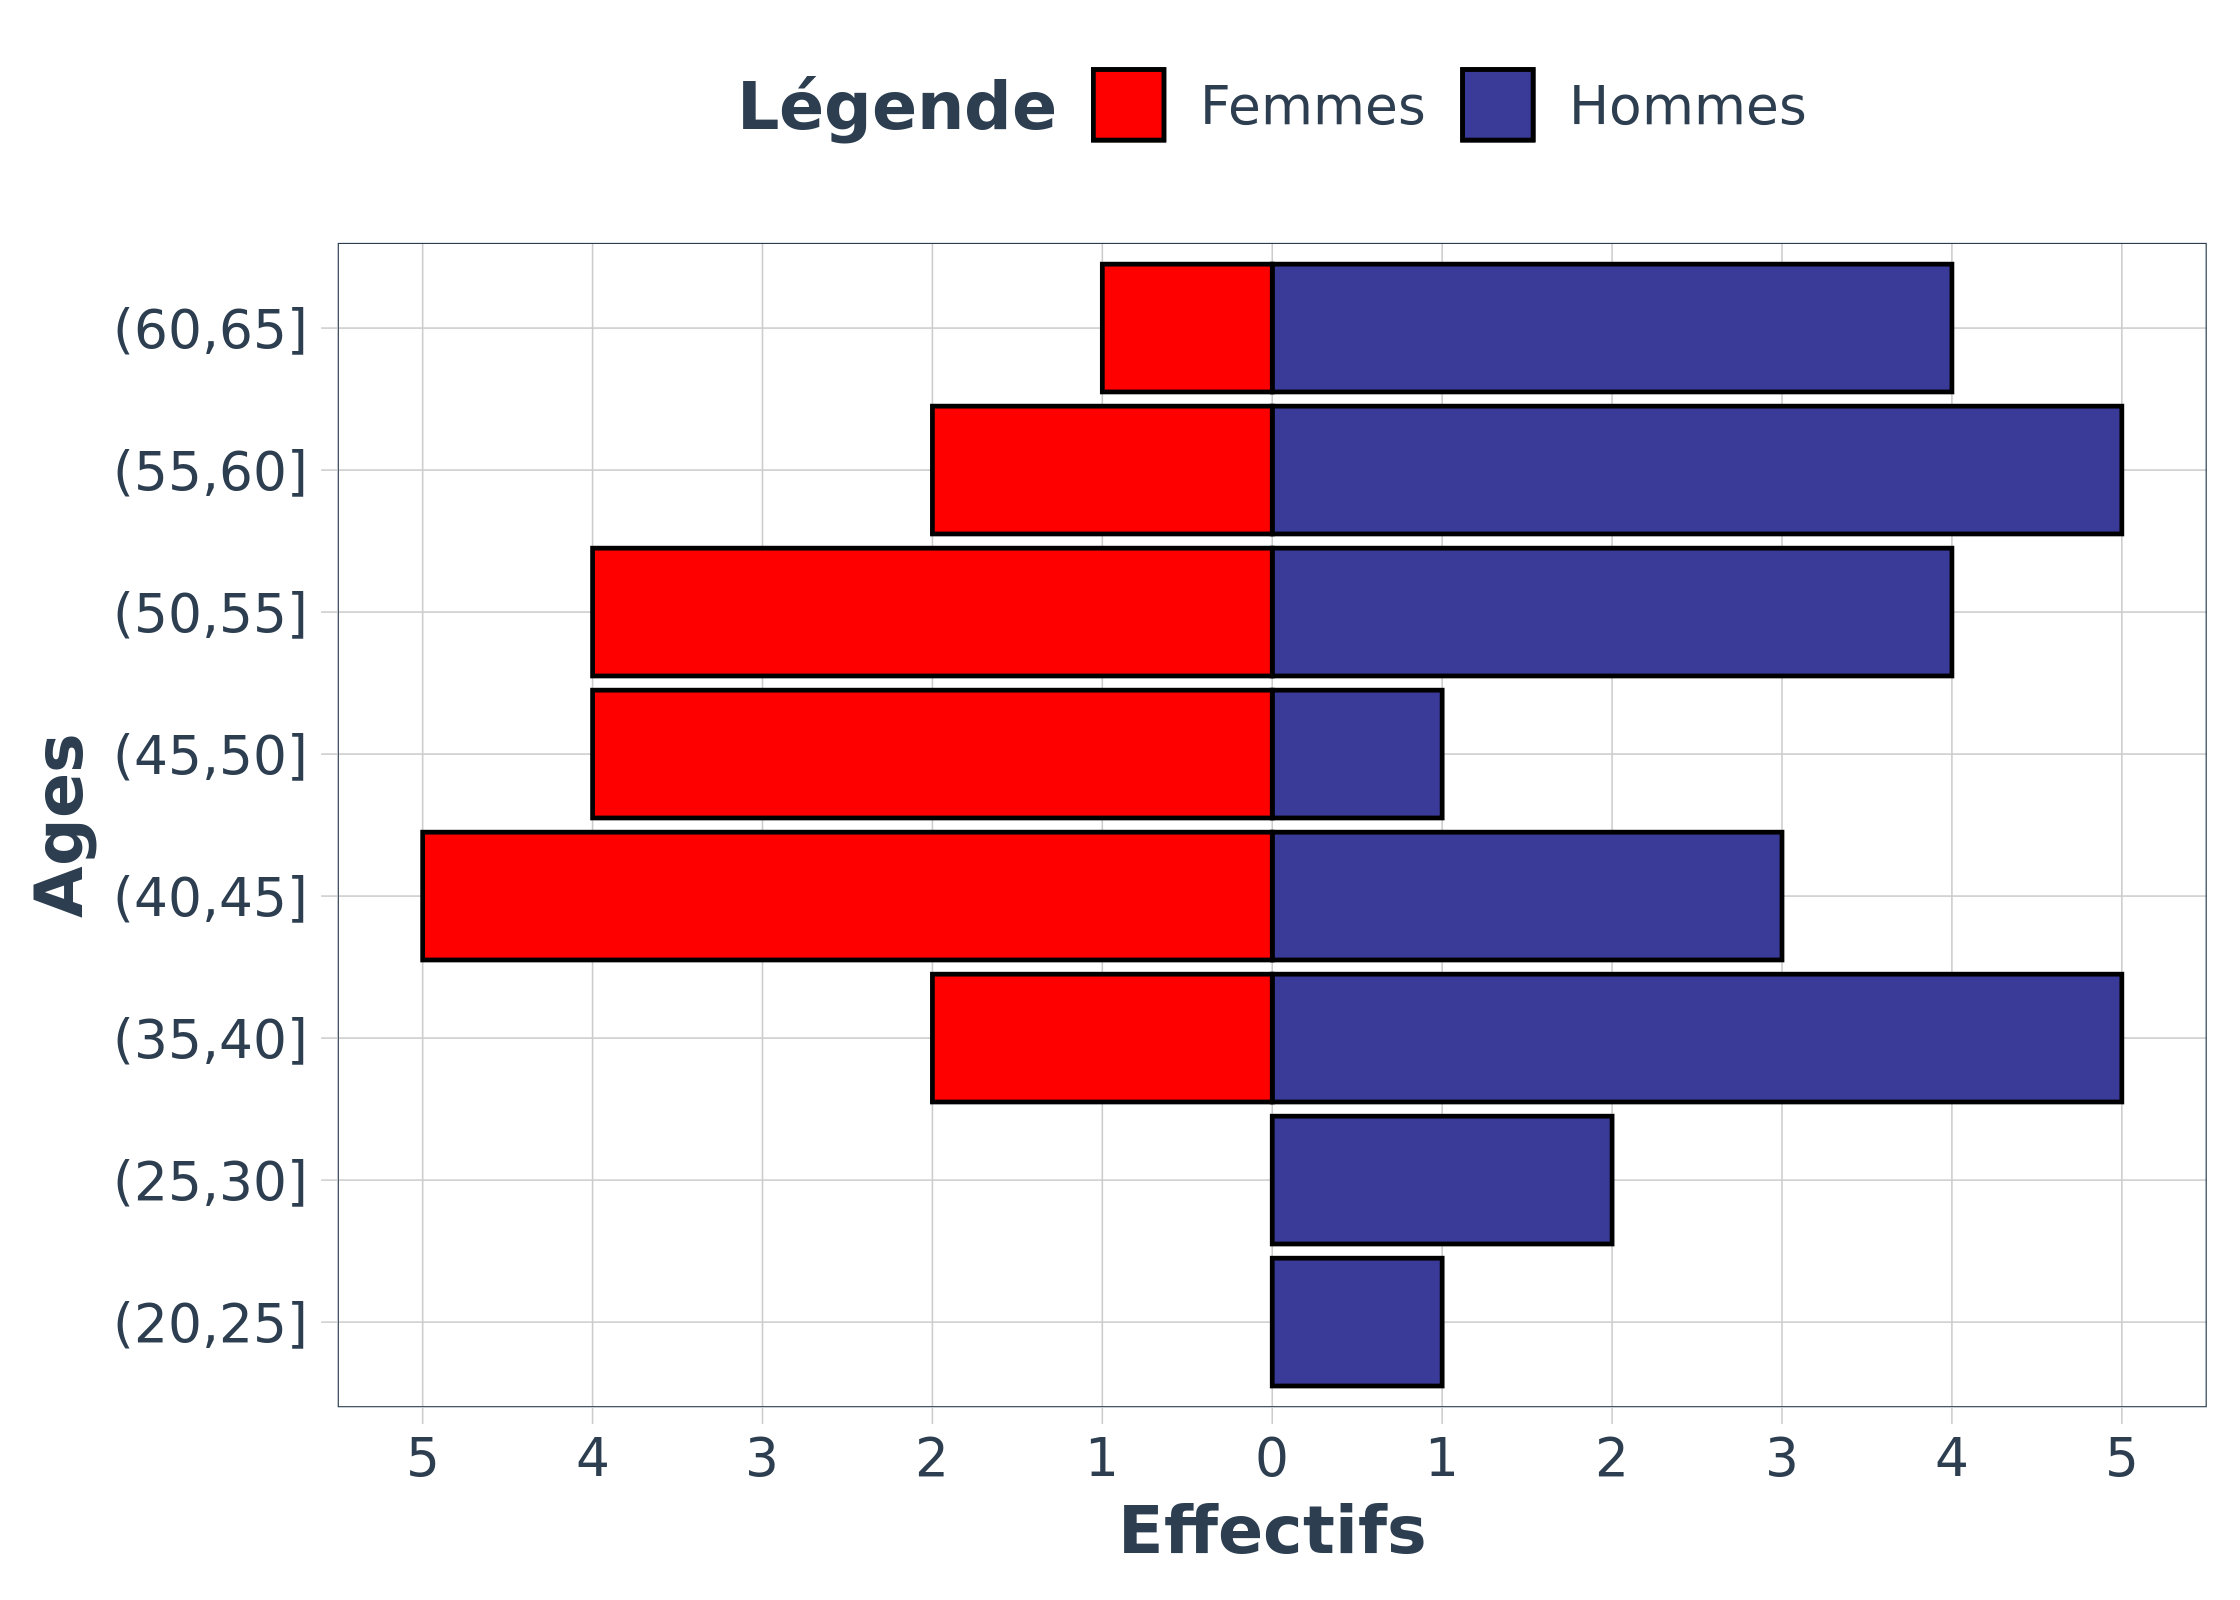 Légende Femmes Hommes
(60,65]
(55,60]
(50,55]
(45,50]
(40,45]
(35,40]
(25,30]
(20,25]
Ages
5 4 3 2 1 0 1 2 3 4 5
Effectifs